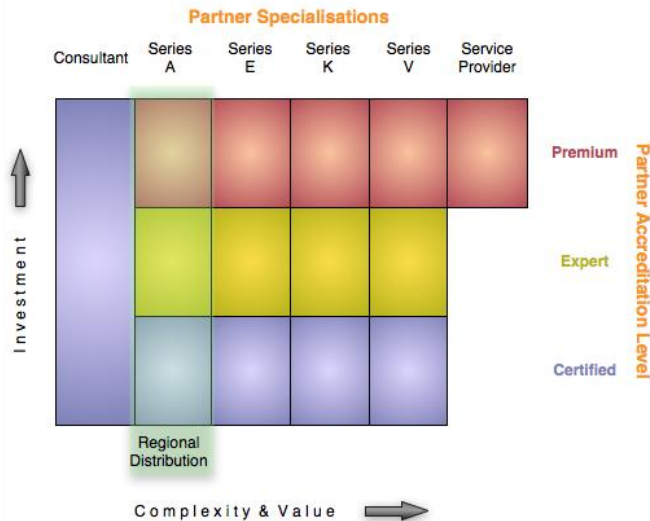 Partner Specialisations
Consultant
Series
A
Series
E
Series
K
Series
V
Service
Provider
Premium
Expert
Certified
Partner Accreditation Level
Investment
Regional
Distribution
Complexity & Value